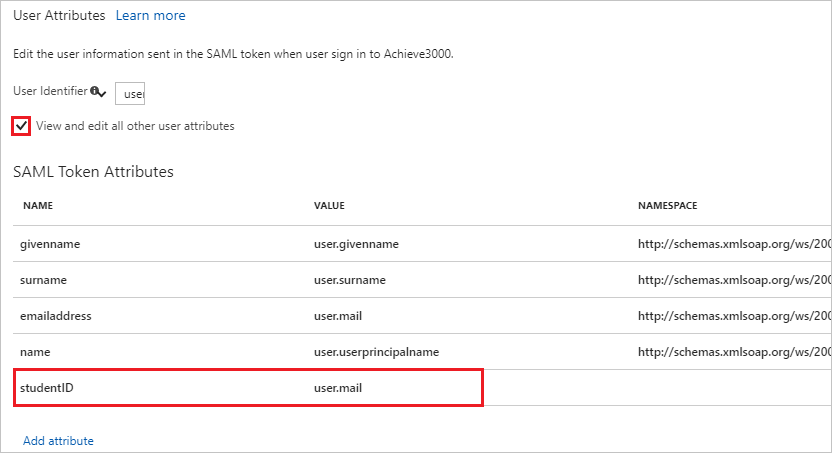 User Attributes Learn more
Edit the user information sent in the SAML token when user sign in to Achieve3000.
User Identifier user
View and edit all other user attributes
SAML Token Attributes
NAME VALUE NAMESPACE
givenname user.givenname http://schemas.xmlsoap.org/ws/200
surname user.surname http://schemas.xmlsoap.org/ws/200
emailaddress user.mail http://schemas.xmlsoap.org/ws/200
name user.userprincipalname http://schemas.xmlsoap.org/ws/200
studentID user.mail
Add attribute